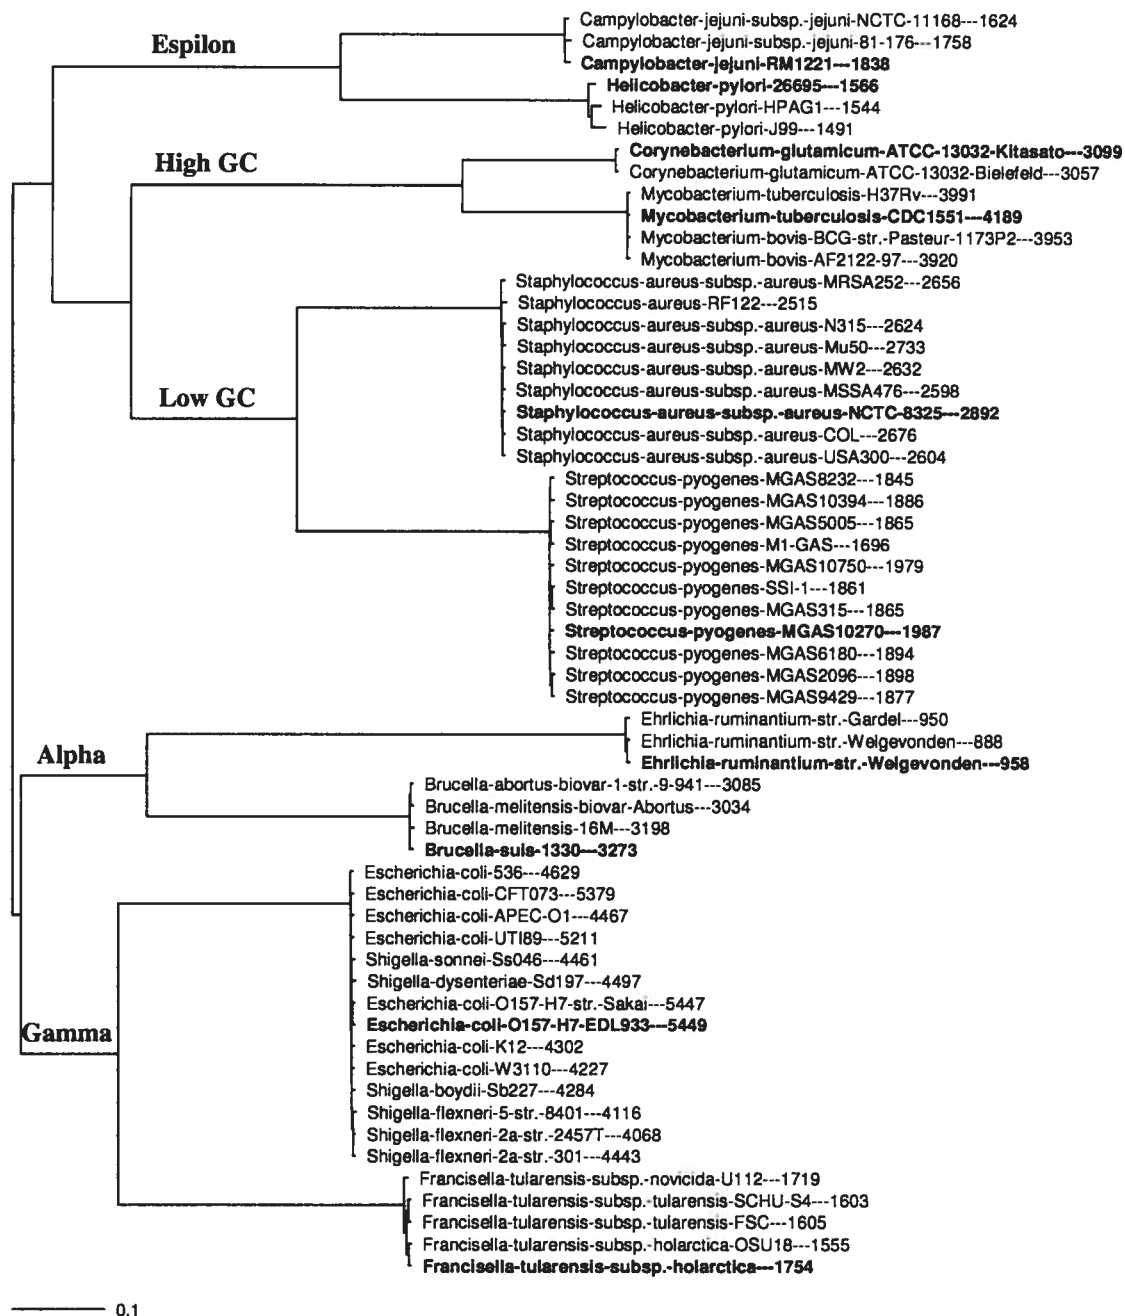 Campylobacter-jejuni-subsp.-jejuni-NCTC-11168---1624
Espilon
Campylobacter-jejuni-subsp.-jejuni-81-176---1758
Campylobacter-jejuni-RM1221---1838
Helicobacter-pylori-26695---1566
Helicobacter-pylori-HPAG1---1544
Helicobacter-pylori-J99---1491
High GC
Corynebacterium-glutamicum-ATCC-13032-Kitasato---3099
Corynebacterium-glutamicum-ATCC-13032-Bielefeld---3057
Mycobacterium-tuberculosis-H37Rv---3991
Mycobacterium-tuberculosis-CDC1551---4189
Mycobacterium-bovis-BCG-str.-Pasteur-1173P2---3953
Mycobacterium-bovis-AF2122-97---3920
Staphylococcus-aureus-subsp.-aureus-MRSA252---2656
Staphylococcus-aureus-RF122---2515
Staphylococcus-aureus-subsp.-aureus-N315---2624
Staphylococcus-aureus-subsp.-aureus-Mu50---2733
Staphylococcus-aureus-subsp.-aureus-MW2---2632
Staphylococcus-aureus-subsp.-aureus-MSSA476---2598
Low GC
Staphylococcus-aureus-subsp.-aureus-NCTC-8325---2892
Staphylococcus-aureus-subsp.-aureus-COL---2676
Staphylococcus-aureus-subsp.-aureus-USA300---2604
Streptococcus-pyogenes-MGAS8232---1845
Streptococcus-pyogenes-MGAS10394---1886
Streptococcus-pyogenes-MGAS5005---1865
Streptococcus-pyogenes-M1-GAS---1696
Streptococcus-pyogenes-MGAS10750---1979
Streptococcus-pyogenes-SSI-1---1861
Streptococcus-pyogenes-MGAS315---1865
Streptococcus-pyogenes-MGAS10270---1987
Streptococcus-pyogenes-MGAS6180---1894
Streptococcus-pyogenes-MGAS2096---1898
Streptococcus-pyogenes-MGAS9429---1877
Ehrlichia-ruminantium-str.-Gardel---950
Ehrlichia-ruminantium-str.-Welgevonden---888
Alpha
Ehrlichia-ruminantium-str.-Welgevonden---958
Brucella-abortus-biovar-1-str.-9-941---3085
Brucella-melitensis-biovar-Abortus---3034
Brucella-melitensis-16M---3198
Brucella-suis-1330---3273
Escherichia-coli-536---4629
Escherichia-coli-CFT073---5379
Escherichia-coli-APEC-O1---4467
Escherichia-coli-UTI89---5211
Shigella-sonnei-Ss046---4461
Shigella-dysenteriae-Sd197---4497
Escherichia-coli-O157-H7-str.-Sakai---5447
Escherichia-coli-O157-H7-EDL933---5449
Gamma
Escherichia-coli-K12---4302
Escherichia-coli-W3110---4227
Shigella-boydii-Sb227---4284
Shigella-flexneri-5-str.-8401---4116
Shigella-flexneri-2a-str.-2457T---4068
Shigella-flexneri-2a-str.-301---4443
Francisella-tularensis-subsp.-novicida-U112---1719
Francisella-tularensis-subsp.-tularensis-SCHU-S4---1603
Francisella-tularensis-subsp.-tularensis-FSC---1605
Francisella-tularensis-subsp.-holarctica-OSU18---1555
Francisella-tularensis-subsp.-holarctica---1754
0.1